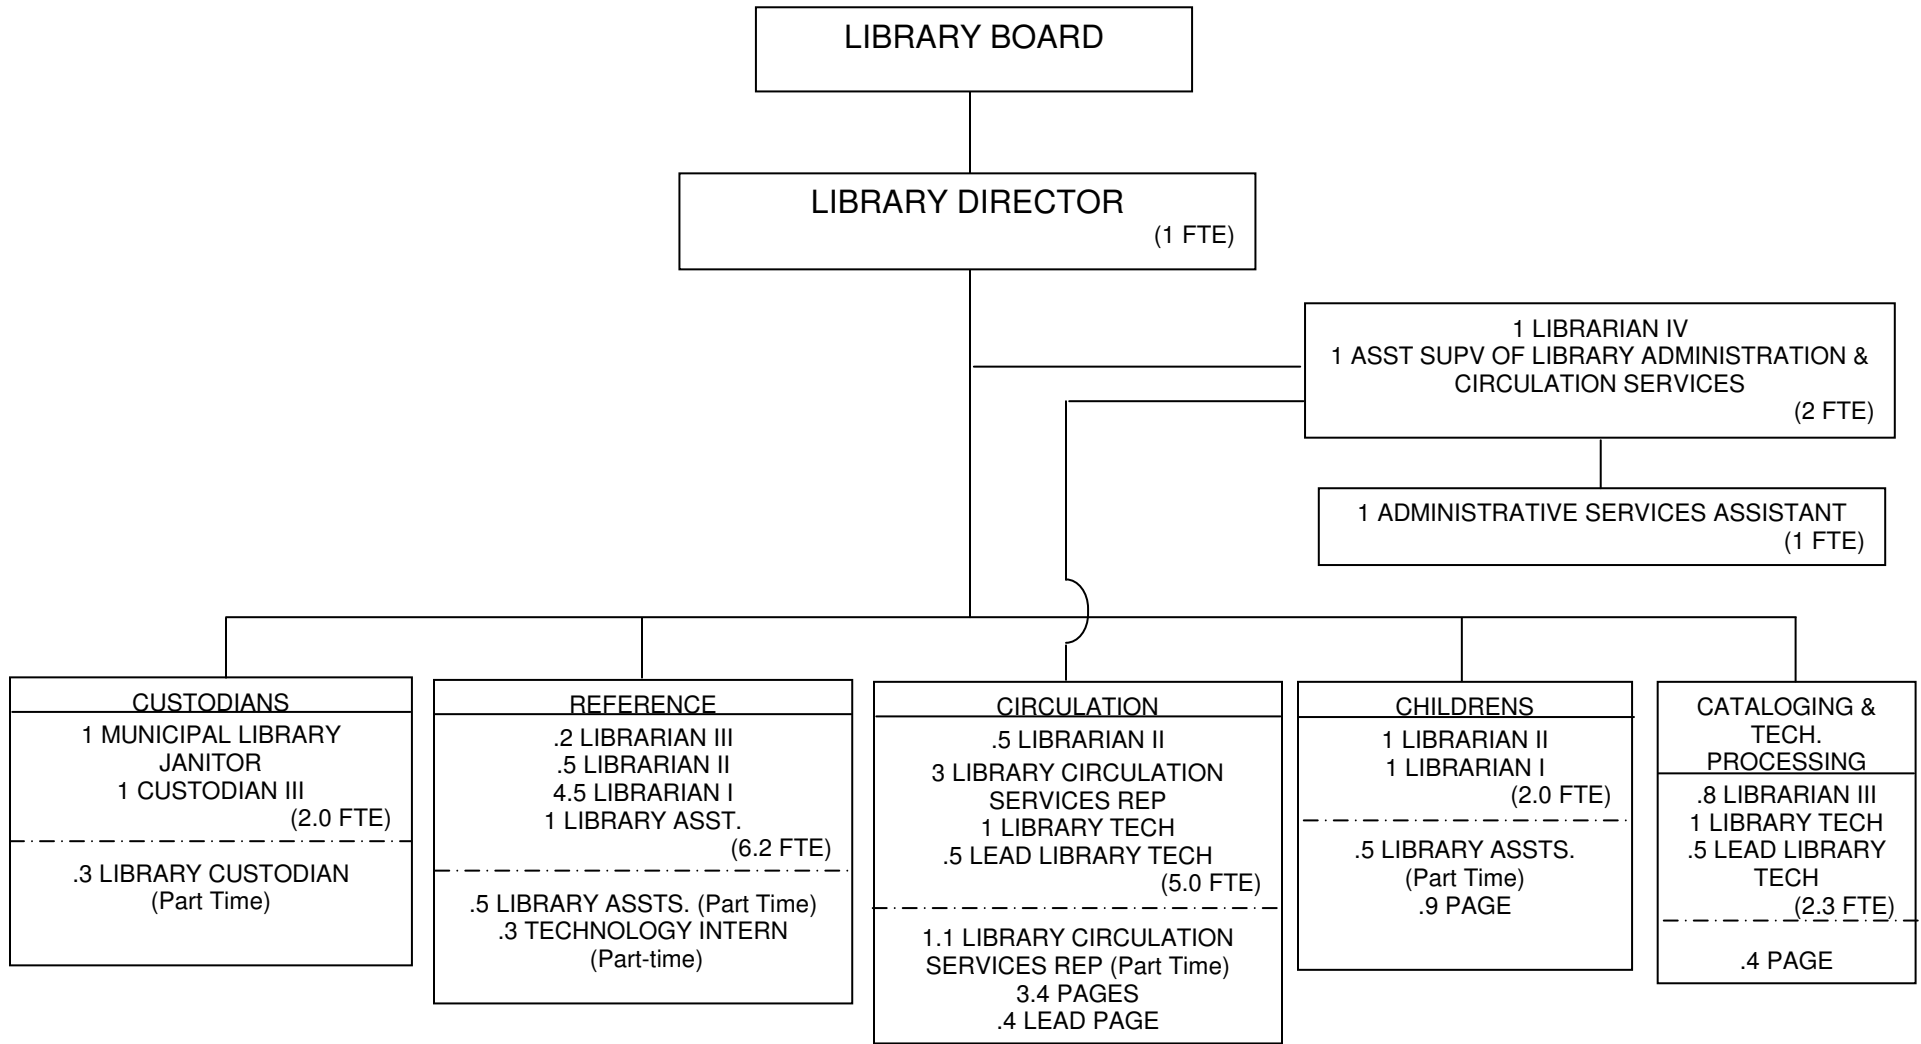 LIBRARY BOARD
LIBRARY DIRECTOR
(1 FTE)
1 LIBRARIAN IV
1 ASST SUPV OF LIBRARY ADMINISTRATION &
CIRCULATION SERVICES
(2 FTE)
1 ADMINISTRATIVE SERVICES ASSISTANT
(1 FTE)
CUSTODIANS
1 MUNICIPAL LIBRARY
JANITOR
1 CUSTODIAN III
(2.0 FTE)
.3 LIBRARY CUSTODIAN
(Part Time)
REFERENCE
.2 LIBRARIAN III
.5 LIBRARIAN II
4.5 LIBRARIAN I
1 LIBRARY ASST.
(6.2 FTE)
.5 LIBRARY ASSTS. (Part Time)
.3 TECHNOLOGY INTERN
(Part-time)
CIRCULATION
.5 LIBRARIAN II
3 LIBRARY CIRCULATION
SERVICES REP
1 LIBRARY TECH
.5 LEAD LIBRARY TECH
(5.0 FTE)
1.1 LIBRARY CIRCULATION
SERVICES REP (Part Time)
3.4 PAGES
.4 LEAD PAGE
CHILDRENS
1 LIBRARIAN II
1 LIBRARIAN I
(2.0 FTE)
.5 LIBRARY ASSTS.
(Part Time)
.9 PAGE
CATALOGING &
TECH.
PROCESSING
.8 LIBRARIAN III
1 LIBRARY TECH
.5 LEAD LIBRARY
TECH
(2.3 FTE)
.4 PAGE